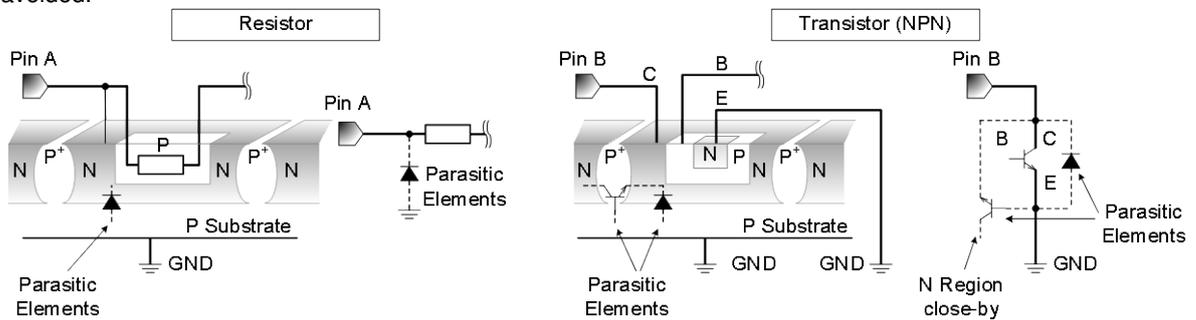 avoided.
Resistor
Transistor (NPN)
Pin A
Pin A
N
P+
N
P
N
P+
N
Parasitic
Elements
P Substrate
GND
Parasitic
Elements
Pin B
C
B
E
N
P+
N
N
P
N
P+
N
P Substrate
GND
GND
Parasitic
Elements
Pin B
B
C
E
Parasitic
Elements
GND
N Region
close-by